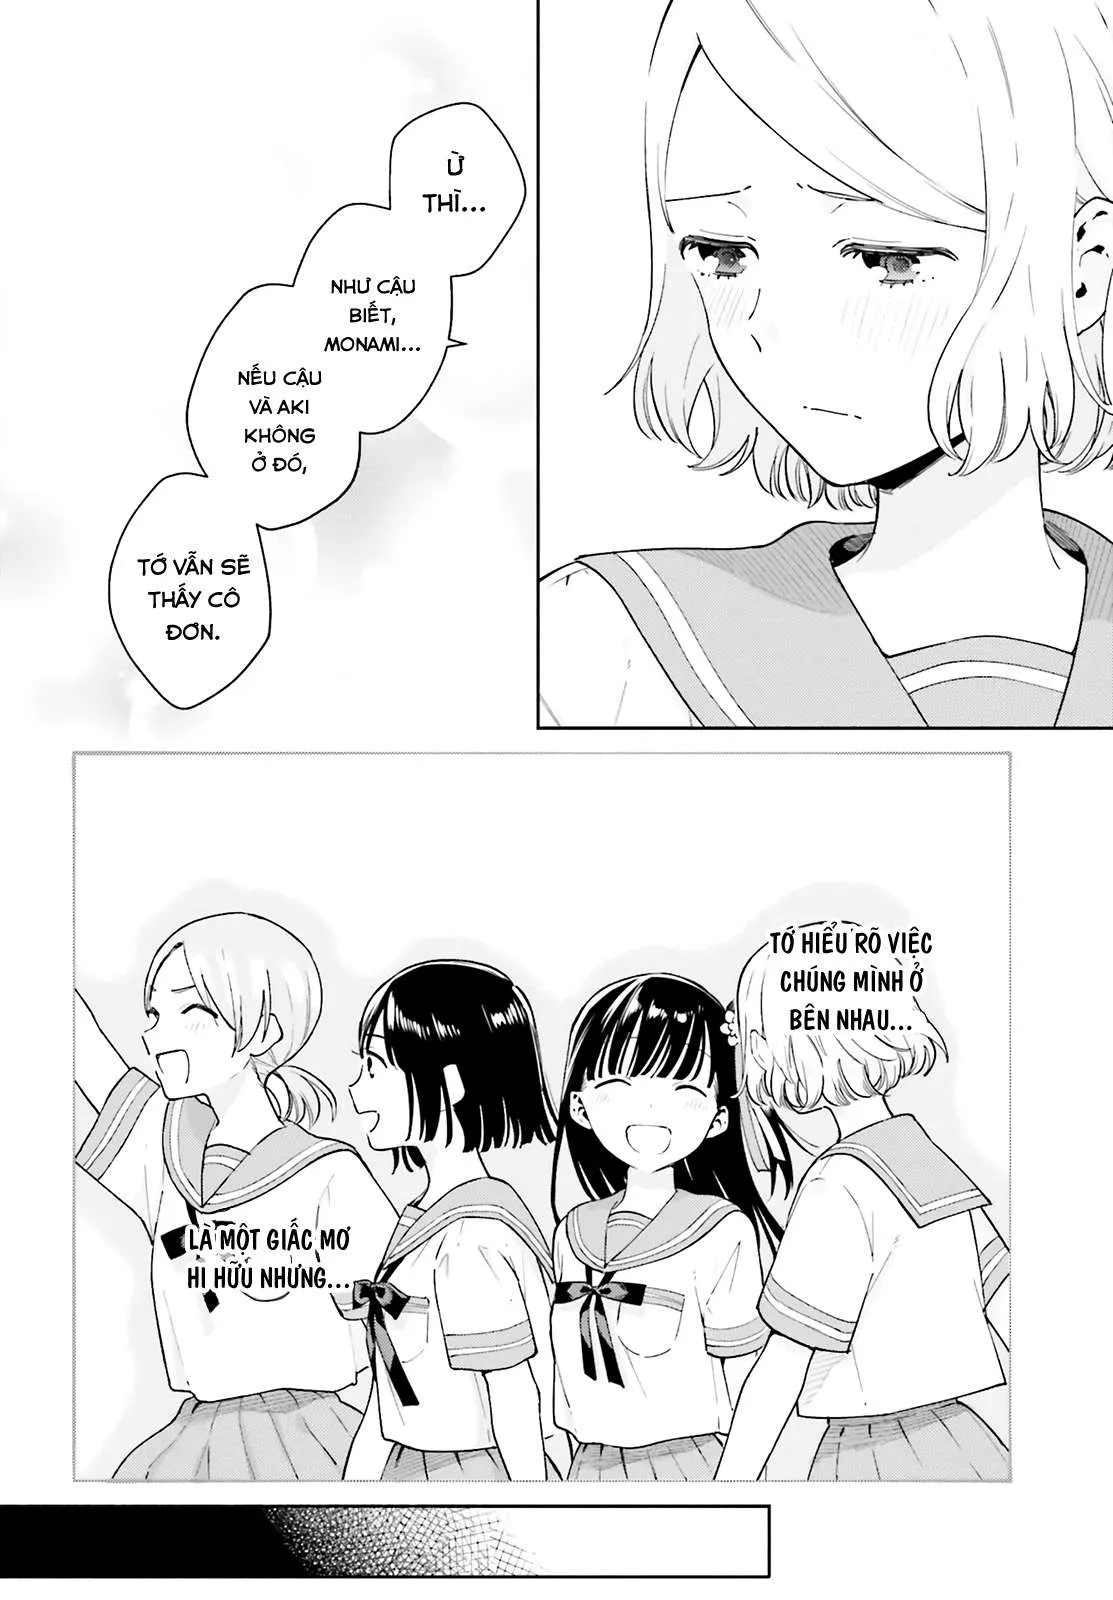 Ừ
THÌ...
NHƯ CẬU
BIẾT,
MONAMI...
NẾU CẬU
VÀ AKI
KHÔNG
Ở ĐÓ,
TỚ VẪN SẼ
THẤY CÔ
ĐƠN.
TỚ HIỂU RÕ VIỆC
CHÚNG MÌNH Ở
BÊN NHAU...
LÀ MỘT GIẤC MƠ
HI HỮU NHƯNG...